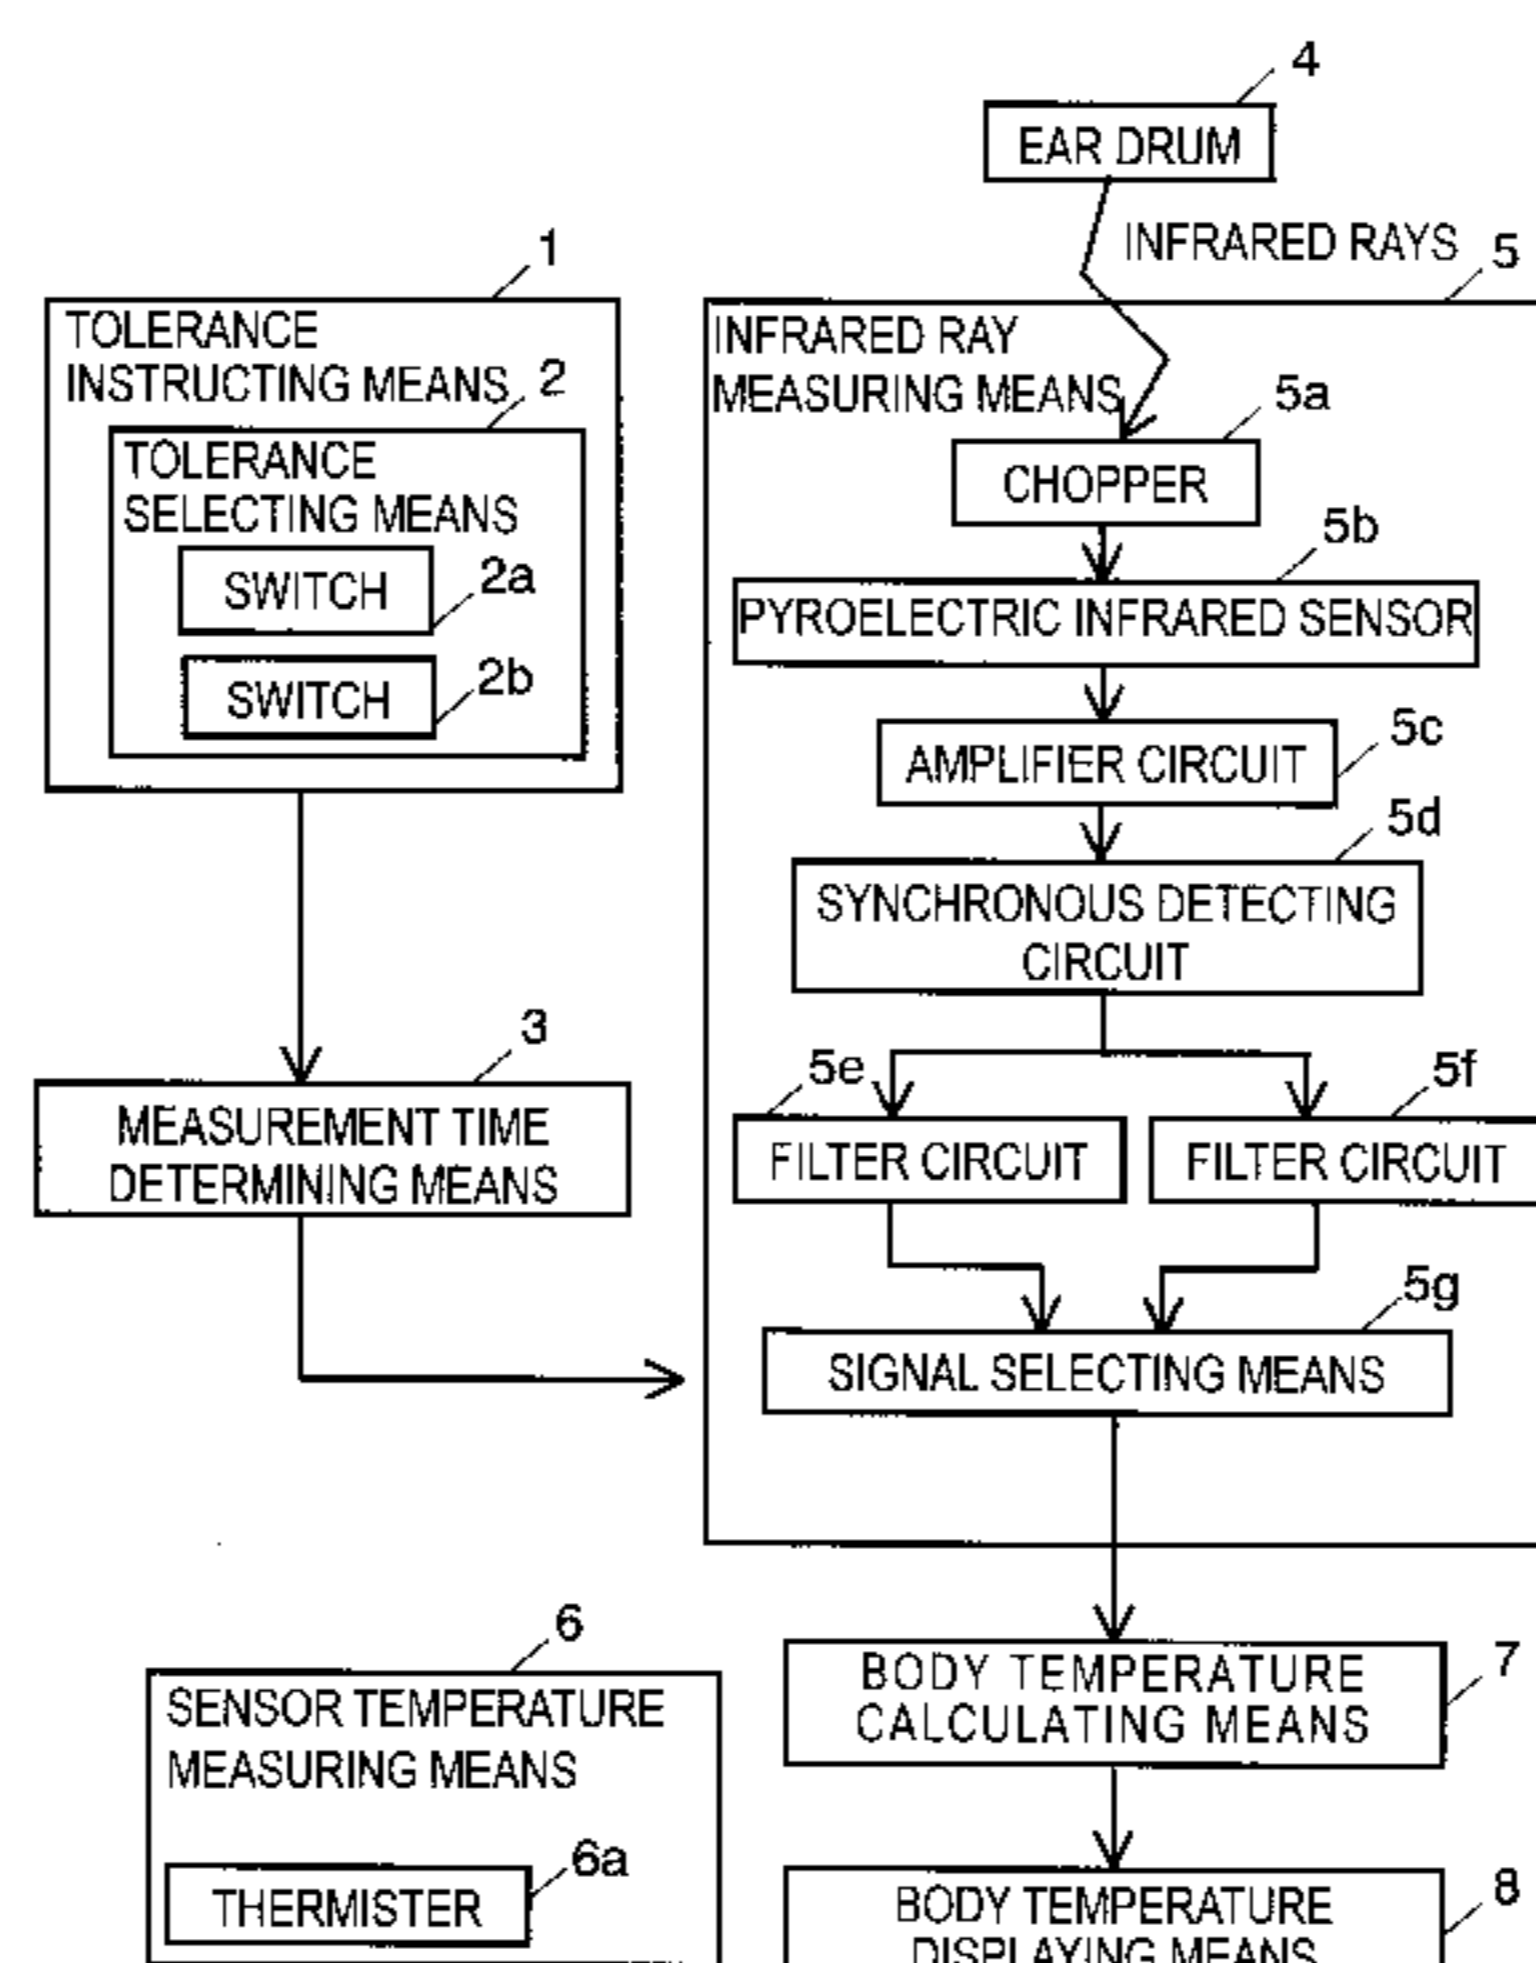 4
EAR DRUM
INFRARED RAYS
1
TOLERANCE
INSTRUCTING MEANS
2
TOLERANCE
SELECTING MEANS
SWITCH
2a
SWITCH
2b
3
MEASUREMENT TIME
DETERMINING MEANS
5
INFRARED RAY
MEASURING MEANS
5a
CHOPPER
5b
PYROELECTRIC INFRARED SENSOR
5c
AMPLIFIER CIRCUIT
5d
SYNCHRONOUS DETECTING
CIRCUIT
5e
FILTER CIRCUIT
5f
FILTER CIRCUIT
5g
SIGNAL SELECTING MEANS
6
SENSOR TEMPERATURE
MEASURING MEANS
6a
THERMISTER
7
BODY TEMPERATURE
CALCULATING MEANS
8
BODY TEMPERATURE
DISPLAYING MEANS